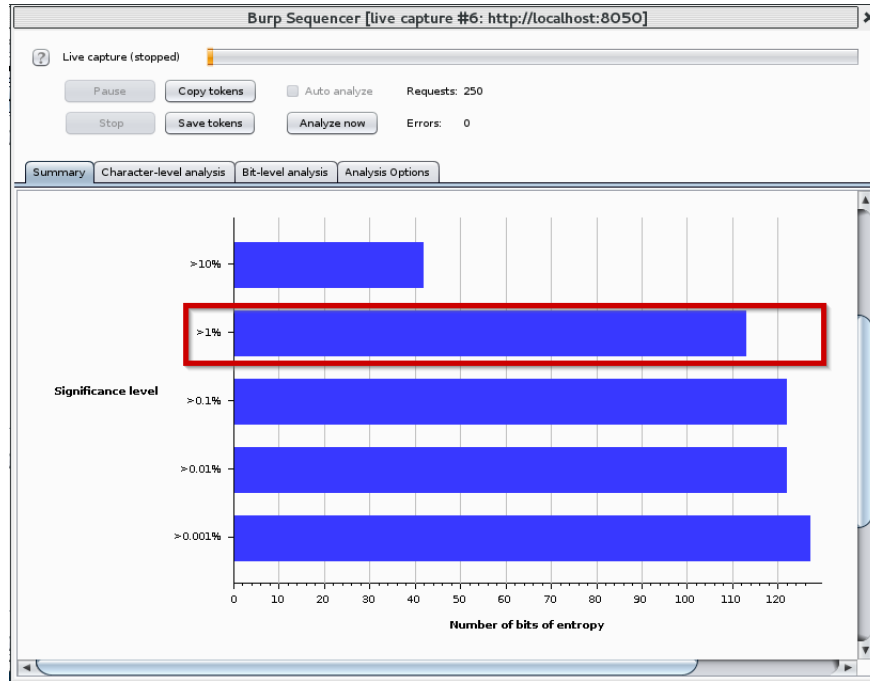 Burp Sequencer [live capture #6: http://localhost:8050]
? Live capture (stopped)
Pause Copy tokens Auto analyze Requests: 250
Stop Save tokens Analyze now Errors: 0
Summary Character-level analysis Bit-level analysis Analysis Options
>10%
>1%
Significance level
>0.1%
>0.01%
>0.001%
0 10 20 30 40 50 60 70 80 90 100 110 120
Number of bits of entropy